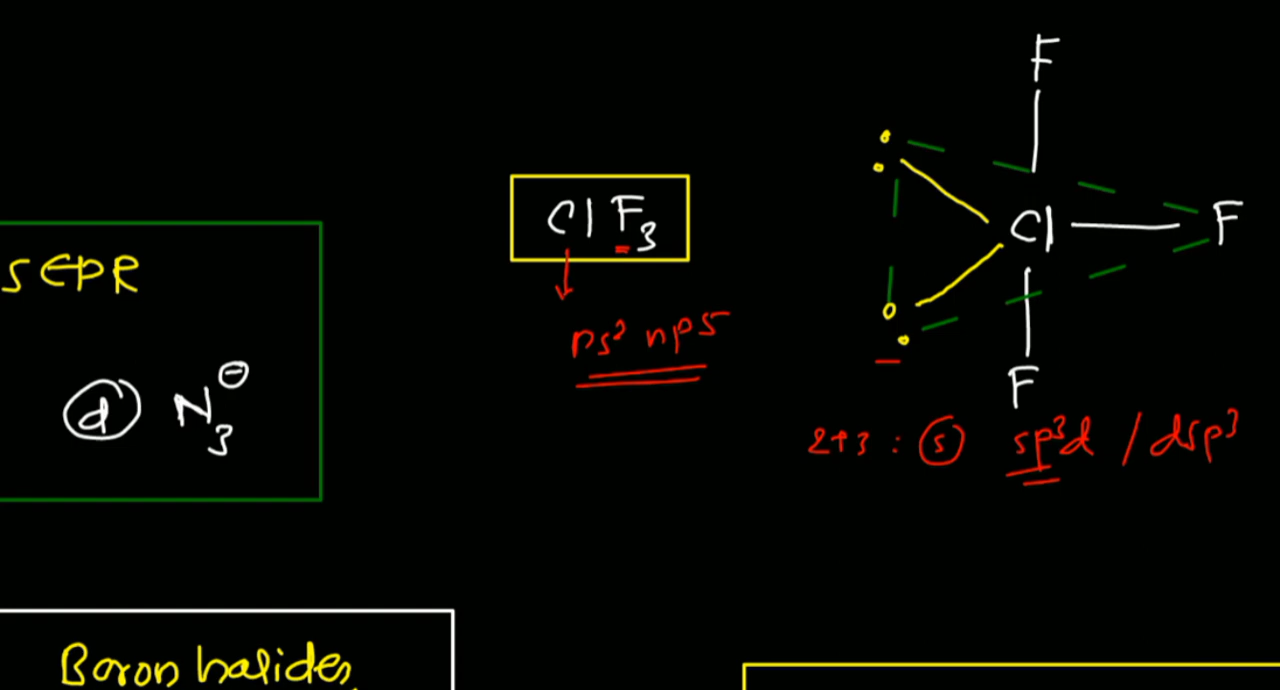 SEPR
d N₃⊖
ClF₃
ns² np5
F
Cl F
F
2+3 : 5 sp³d / dsp³
Boron halides